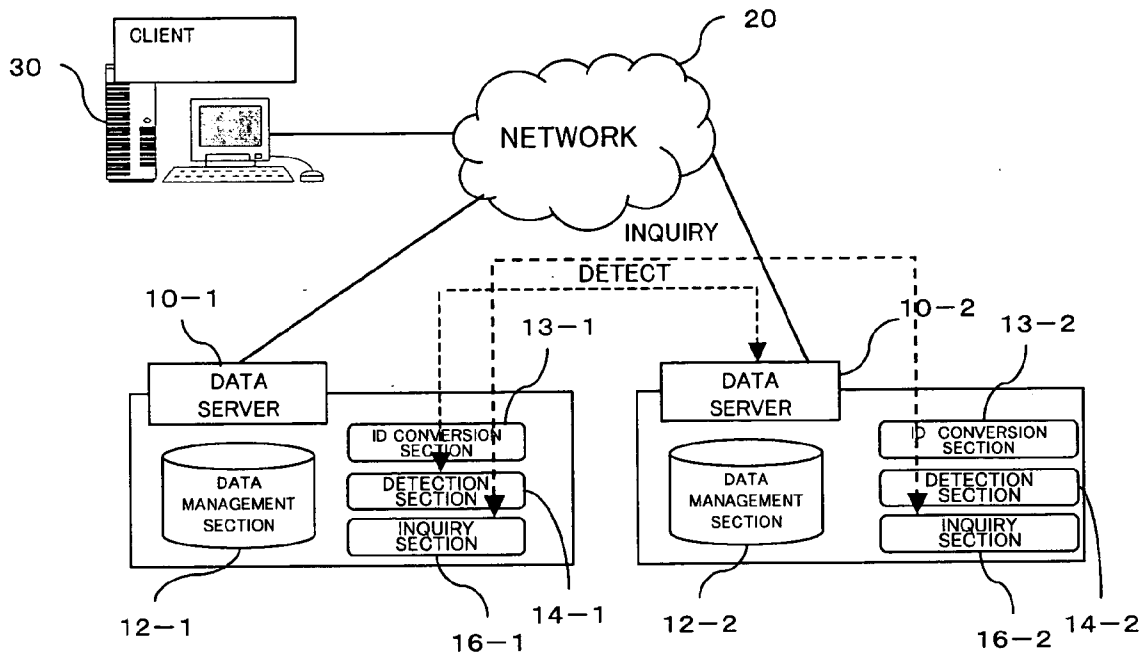 CLIENT
30
20
NETWORK
INQUIRY
DETECT
10-1
13-1
10-2
13-2
DATA
SERVER
ID CONVERSION
SECTION
DATA
MANAGEMENT
SECTION
DETECTION
SECTION
INQUIRY
SECTION
DATA
SERVER
ID CONVERSION
SECTION
DATA
MANAGEMENT
SECTION
DETECTION
SECTION
INQUIRY
SECTION
12-1
16-1
14-1
12-2
16-2
14-2